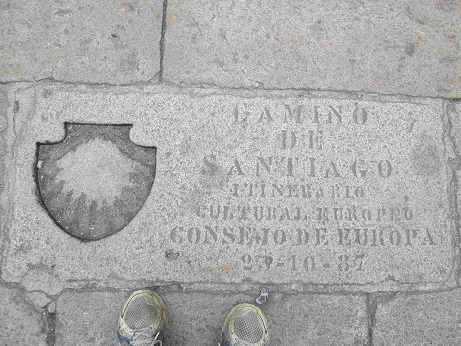 CAMINO
DE
SANTIAGO
ITINERARIO
CULTURAL EUROPEO
CONSEJO DE EUROPA
23-10-87